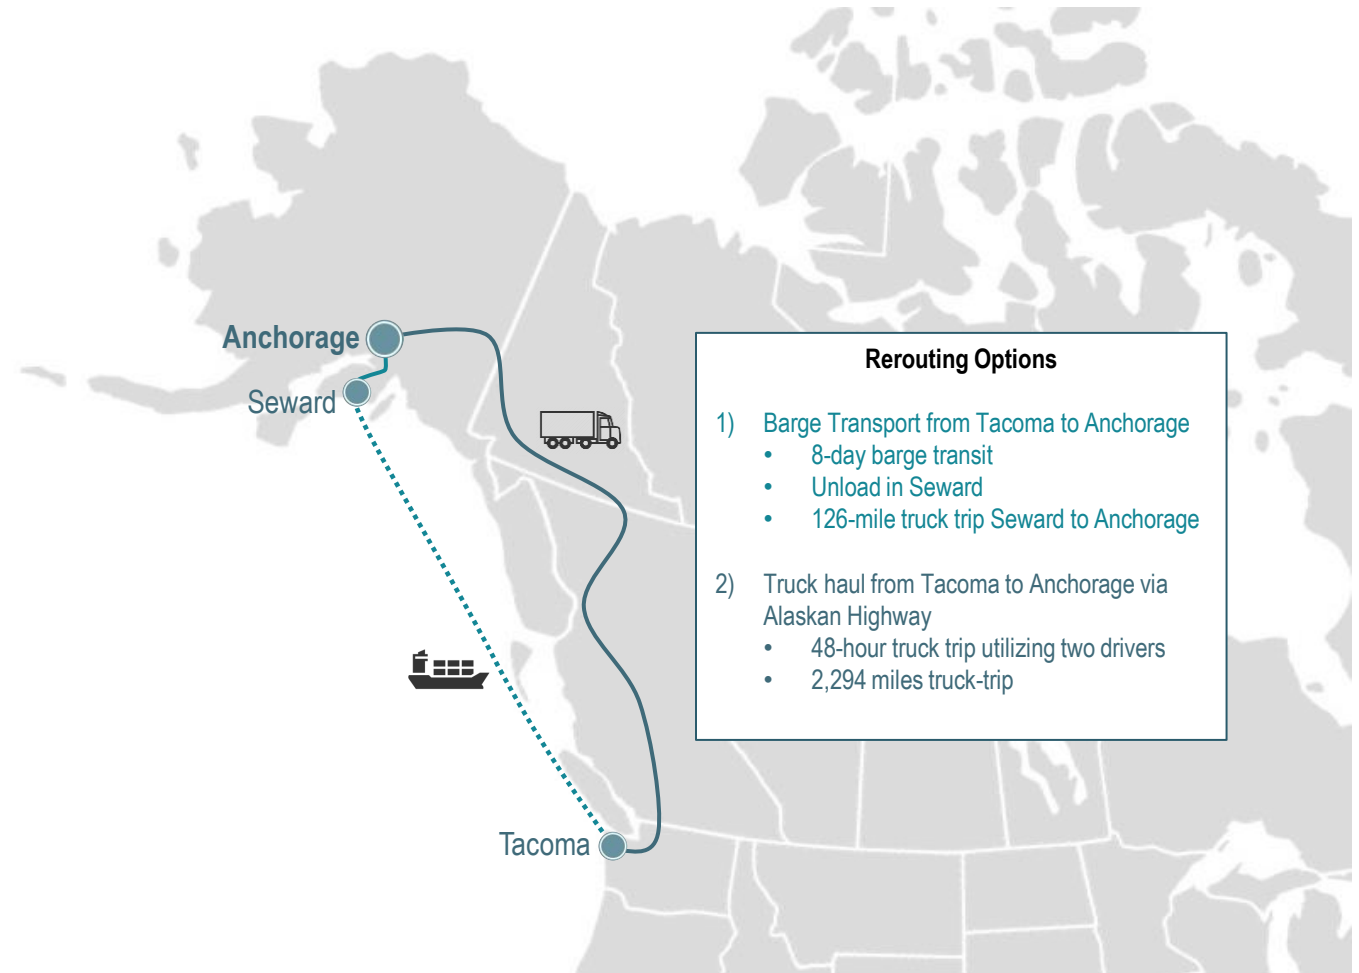 Anchorage
Seward
Tacoma
Rerouting Options
1) Barge Transport from Tacoma to Anchorage
• 8-day barge transit
• Unload in Seward
• 126-mile truck trip Seward to Anchorage
2) Truck haul from Tacoma to Anchorage via
Alaskan Highway
• 48-hour truck trip utilizing two drivers
• 2,294 miles truck-trip